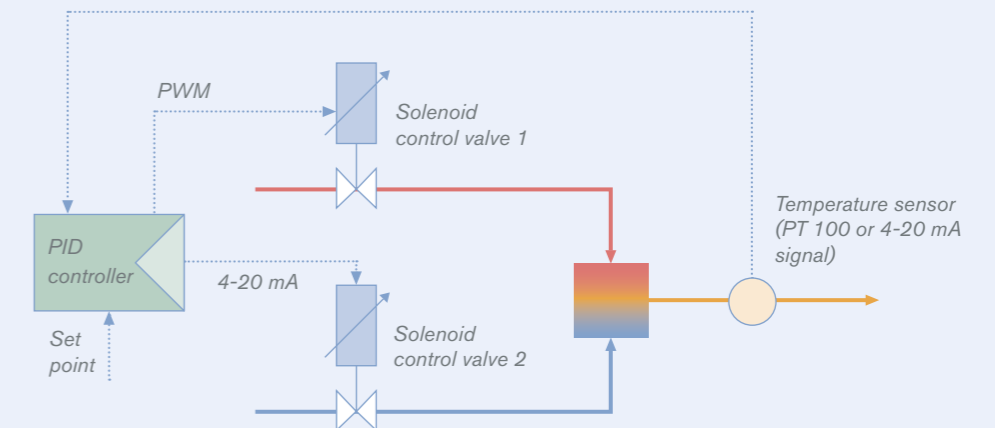 PWM
Solenoid
control valve 1
Temperature sensor
(PT 100 or 4-20 mA
signal)
PID
controller
4-20 mA
Set
point
Solenoid
control valve 2